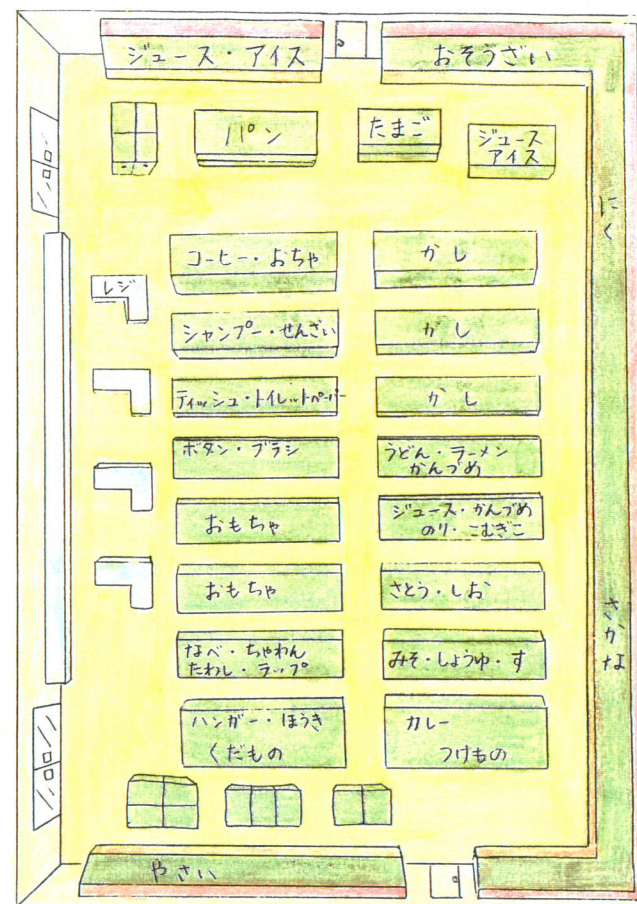 ジュース・アイス
おそうざい
パン
たまご
ジュース
アイス
にく
レジ
コーヒー・おちゃ
かし
シャンプー・せんざい
かし
ティッシュ・トイレットペーパー
かし
ボタン・ブラシ
うどん・ラーメン
かんづめ
おもちゃ
ジュース・かんづめ
のり・こむぎこ
おもちゃ
さとう・しお
さかな
なべ・ちゃわん
たわし・ラップ
みそ・しょうゆ・す
ハンガー・ほうき
くだもの
カレー
つけもの
やさい